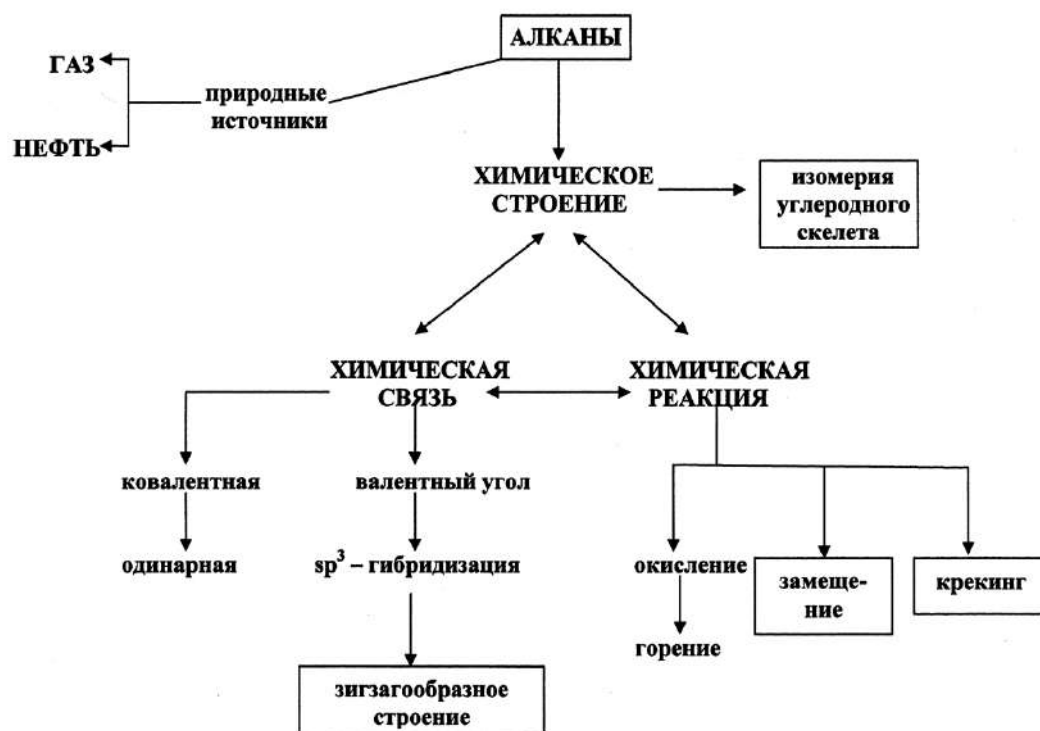 АЛКАНЫ
ГАЗ
природные
источники
НЕФТЬ
ХИМИЧЕСКОЕ
СТРОЕНИЕ
изомерия
углеродного
скелета
ХИМИЧЕСКАЯ
СВЯЗЬ
ХИМИЧЕСКАЯ
РЕАКЦИЯ
ковалентная
валентный угол
одинарная
sp³ – гибридизация
окисление
замеще-
ние
крекинг
горение
зигзагообразное
строение